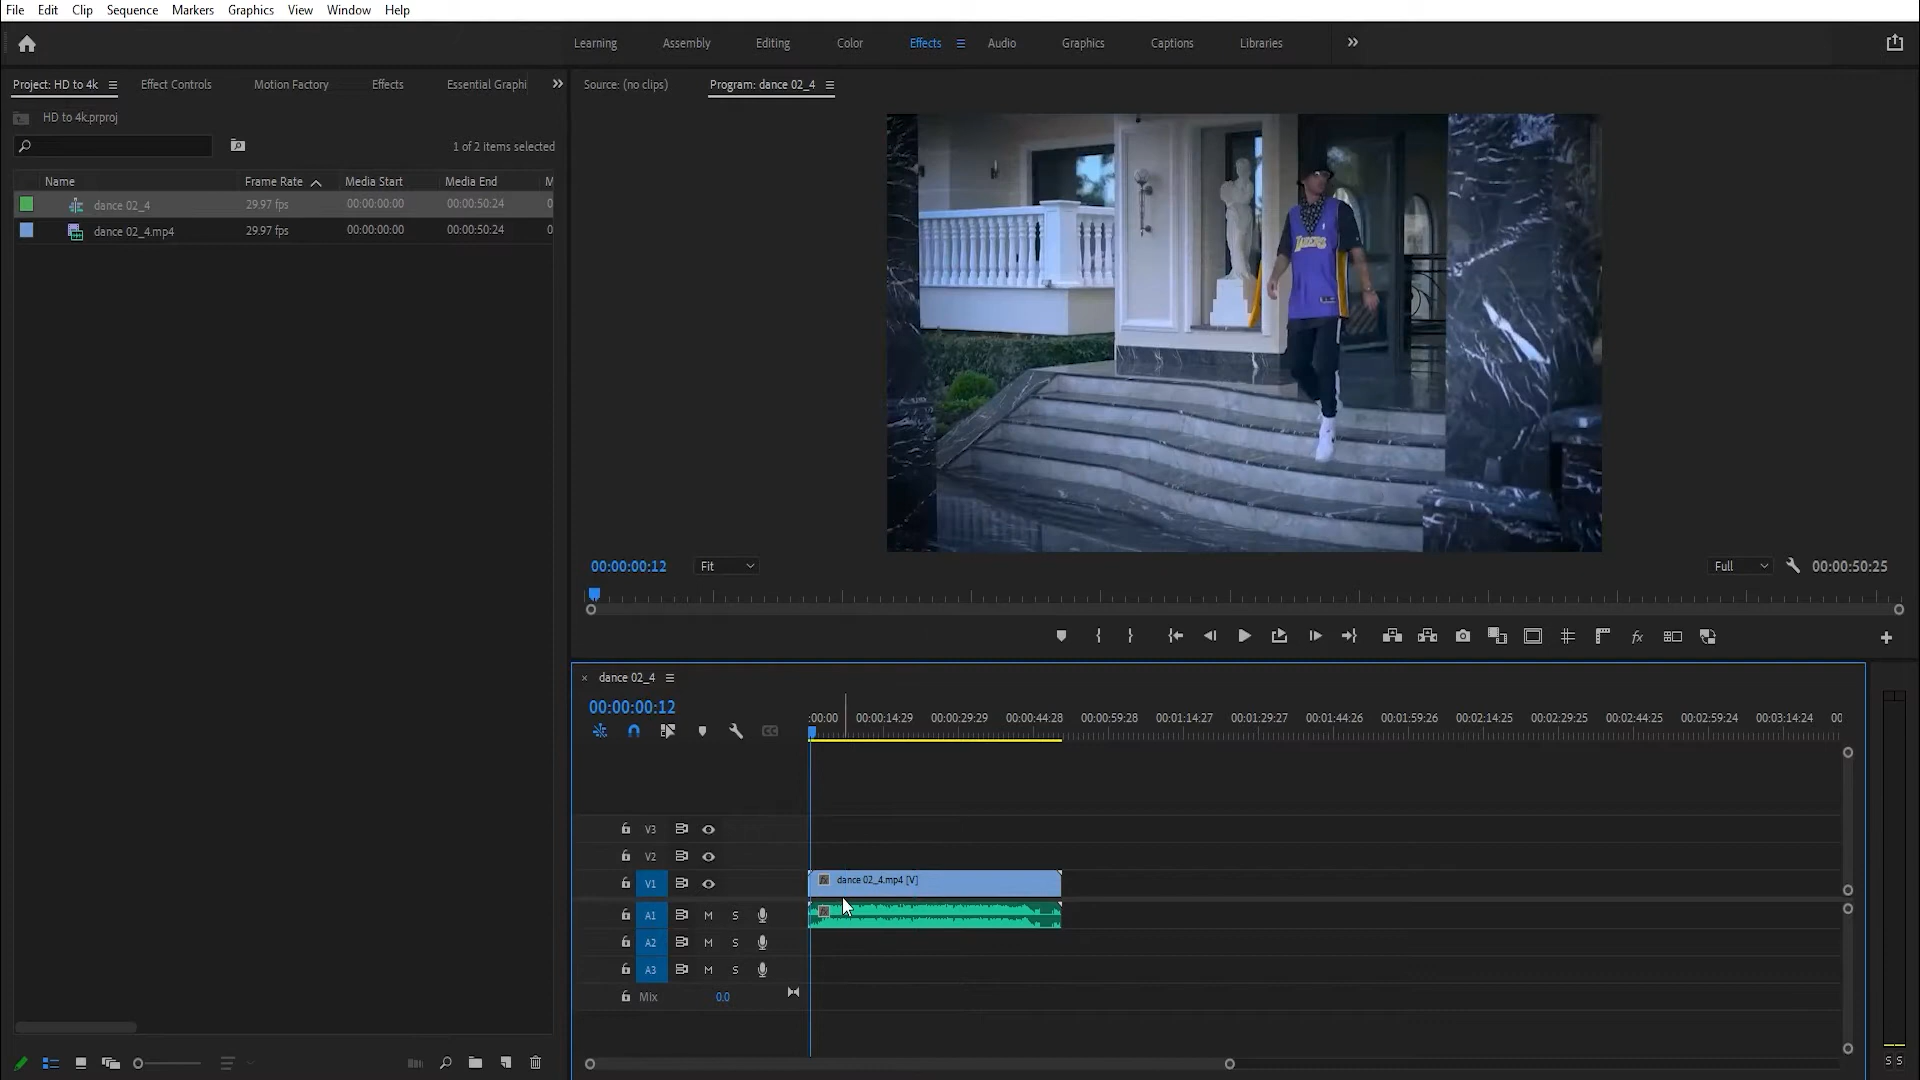 File Edit Clip Sequence Markers Graphics View Window Help
Learning Assembly Editing Color Effects Audio Graphics Captions Libraries
Project: HD to 4k Effect Controls Motion Factory Effects Essential Graphi
Source: (no clips) Program: dance 02_4
HD to 4k.prproj
1 of 2 items selected
Name Frame Rate Media Start Media End M
dance 02_4 29.97 fps 00:00:00:00 00:00:50:24 0
dance 02_4.mp4 29.97 fps 00:00:00:00 00:00:50:24 0
LAKERS
00:00:00:12 Fit Full 00:00:50:25
dance 02_4
00:00:00:12
:00:00 00:00:14:29 00:00:29:29 00:00:44:28 00:00:59:28 00:01:14:27 00:01:29:27 00:01:44:26 00:01:59:26 00:02:14:25 00:02:29:25 00:02:44:25 00:02:59:24 00:03:14:24 00
V3
V2
V1 dance 02_4.mp4 [V]
A1 M S
A2 M S
A3 M S
Mix 0.0
S S